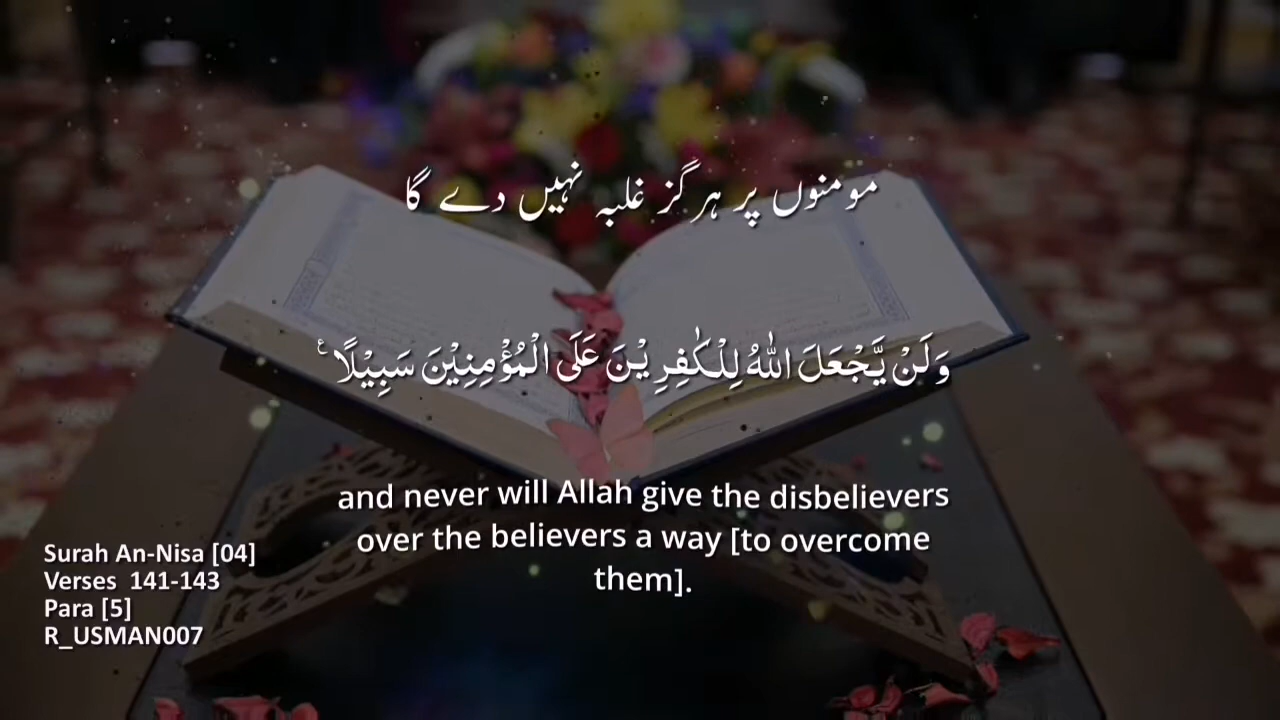 مومنوں پر ہرگز غلبہ نہیں دے گا
وَلَنْ يَّجْعَلَ اللّٰهُ لِلْكٰفِرِيْنَ عَلَى الْمُؤْمِنِيْنَ سَبِيْلًا ۧ
and never will Allah give the disbelievers
over the believers a way [to overcome
them].
Surah An-Nisa [04]
Verses 141-143
Para [5]
R_USMAN007